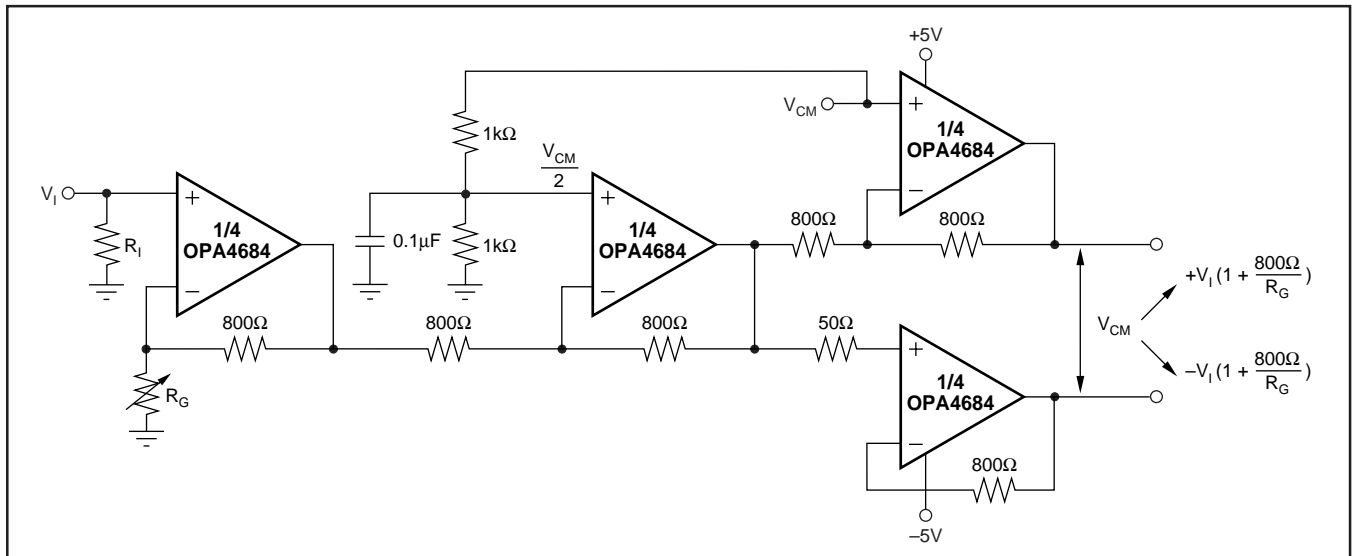 +5V
V_CM
+
1/4
OPA4684
−
1kΩ
V_CM/2
V_I
+
1/4
OPA4684
−
R_I
0.1µF
1kΩ
+
1/4
OPA4684
−
800Ω
800Ω
800Ω
800Ω
800Ω
50Ω
R_G
+
1/4
OPA4684
−
800Ω
−5V
V_CM
+V_I (1 + 800Ω/R_G)
−V_I (1 + 800Ω/R_G)